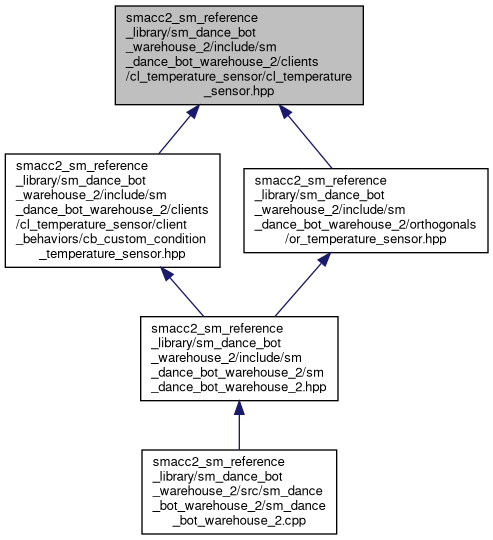 smacc2_sm_reference
_library/sm_dance_bot
_warehouse_2/include/sm
_dance_bot_warehouse_2/clients
/cl_temperature_sensor/cl_temperature
_sensor.hpp
smacc2_sm_reference
_library/sm_dance_bot
_warehouse_2/include/sm
_dance_bot_warehouse_2/clients
/cl_temperature_sensor/client
_behaviors/cb_custom_condition
_temperature_sensor.hpp
smacc2_sm_reference
_library/sm_dance_bot
_warehouse_2/include/sm
_dance_bot_warehouse_2/orthogonals
/or_temperature_sensor.hpp
smacc2_sm_reference
_library/sm_dance_bot
_warehouse_2/include/sm
_dance_bot_warehouse_2/sm
_dance_bot_warehouse_2.hpp
smacc2_sm_reference
_library/sm_dance_bot
_warehouse_2/src/sm_dance
_bot_warehouse_2/sm_dance
_bot_warehouse_2.cpp